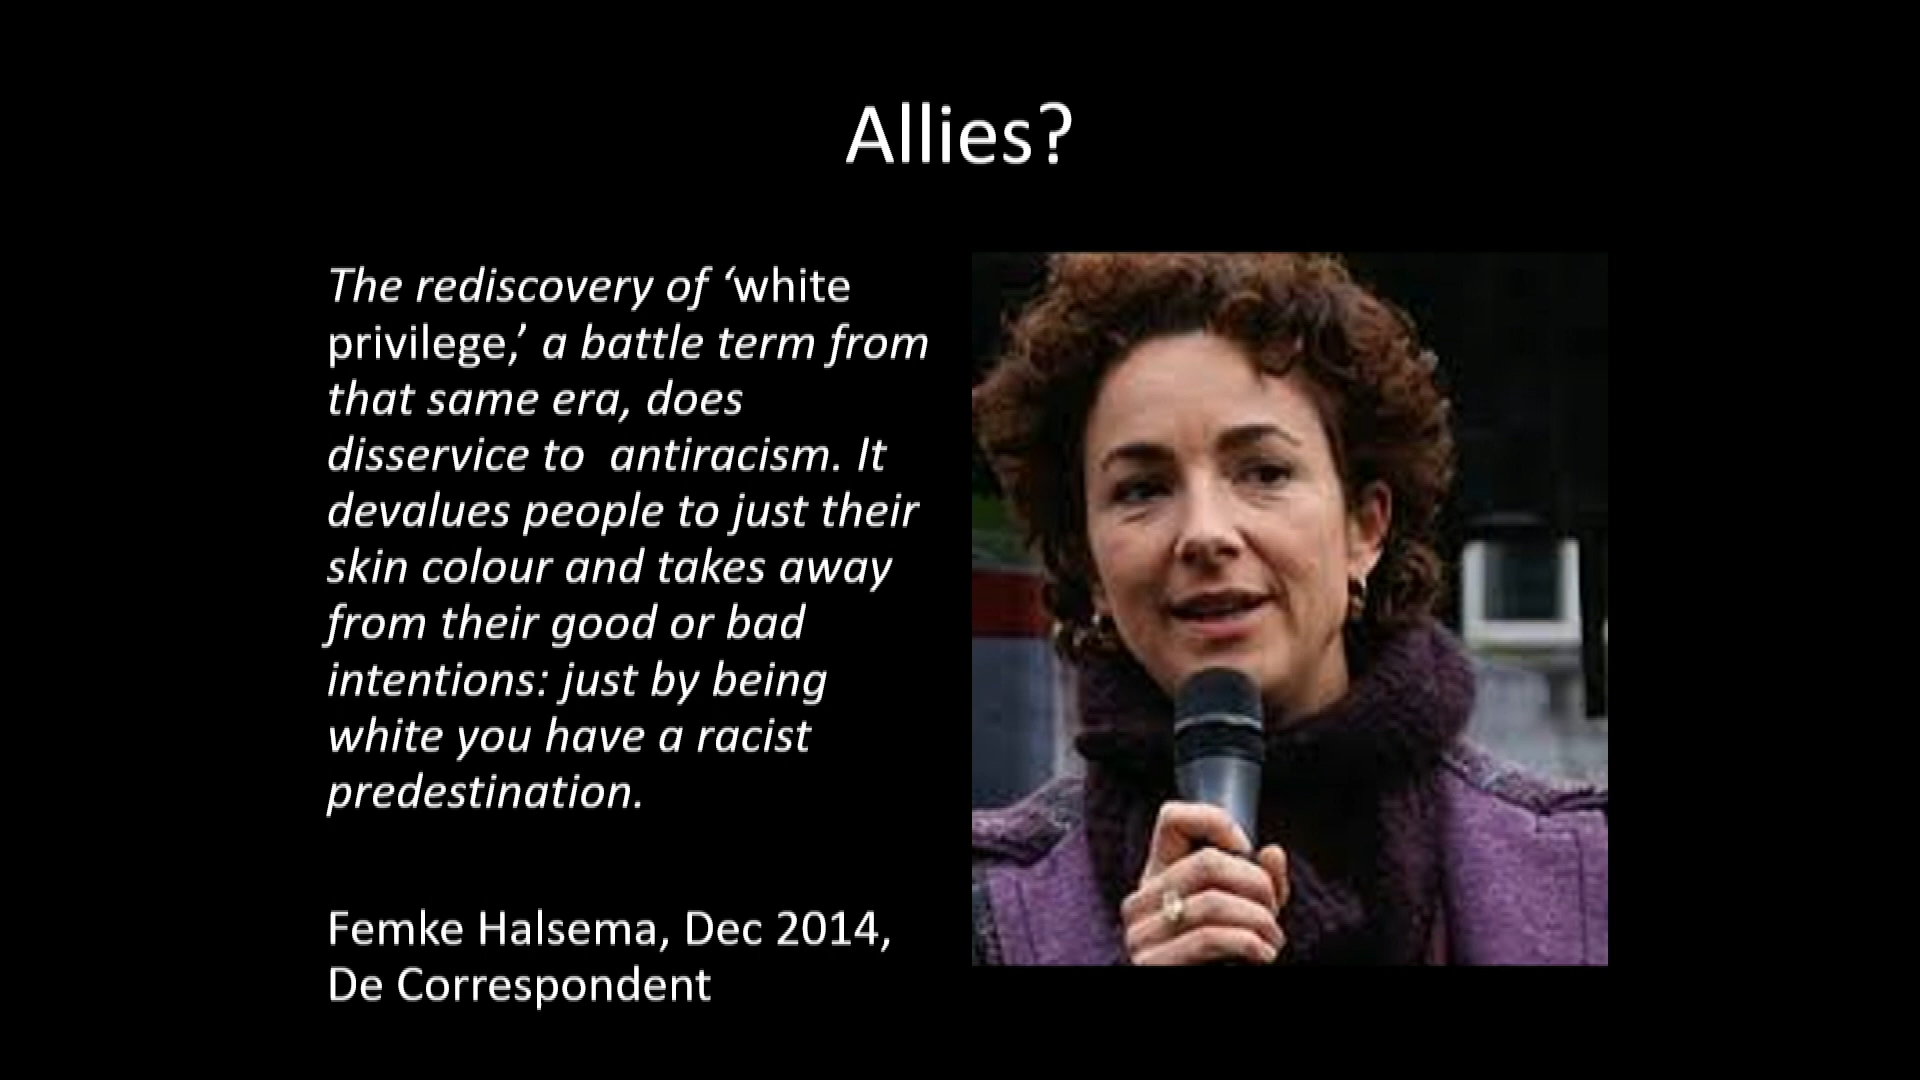 Allies?
The rediscovery of ‘white
privilege,’ a battle term from
that same era, does
disservice to  antiracism. It
devalues people to just their
skin colour and takes away
from their good or bad
intentions: just by being
white you have a racist
predestination.
Femke Halsema, Dec 2014,
De Correspondent